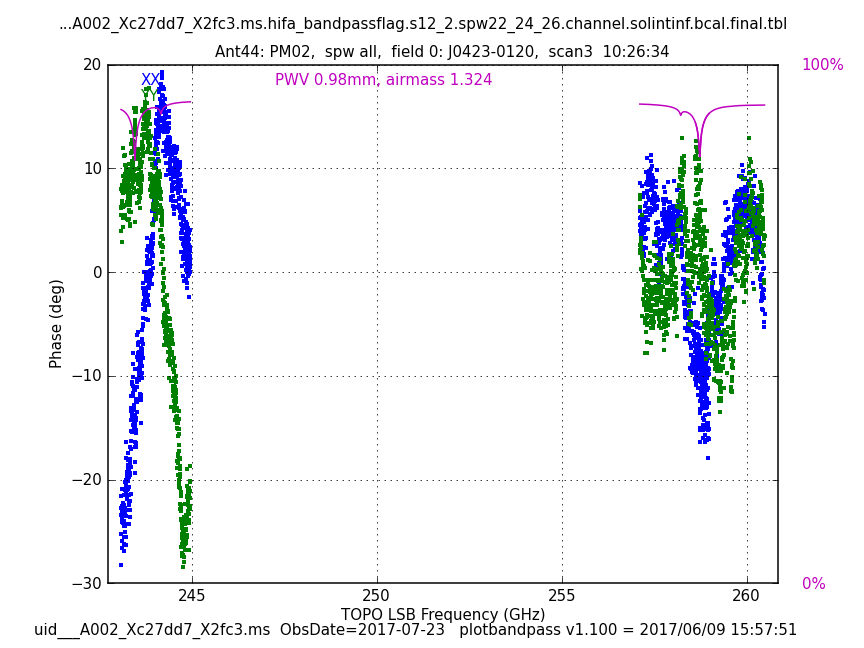 ...A002_Xc27dd7_X2fc3.ms.hifa_bandpassflag.s12_2.spw22_24_26.channel.solintinf.bcal.final.tbl
Ant44: PM02,  spw all,  field 0: J0423-0120,  scan3  10:26:34
20
XX
YY
PWV 0.98mm, airmass 1.324
100%
10
0
Phase (deg)
−10
−20
−30
0%
245
250
255
260
TOPO LSB Frequency (GHz)
uid___A002_Xc27dd7_X2fc3.ms  ObsDate=2017-07-23   plotbandpass v1.100 = 2017/06/09 15:57:51